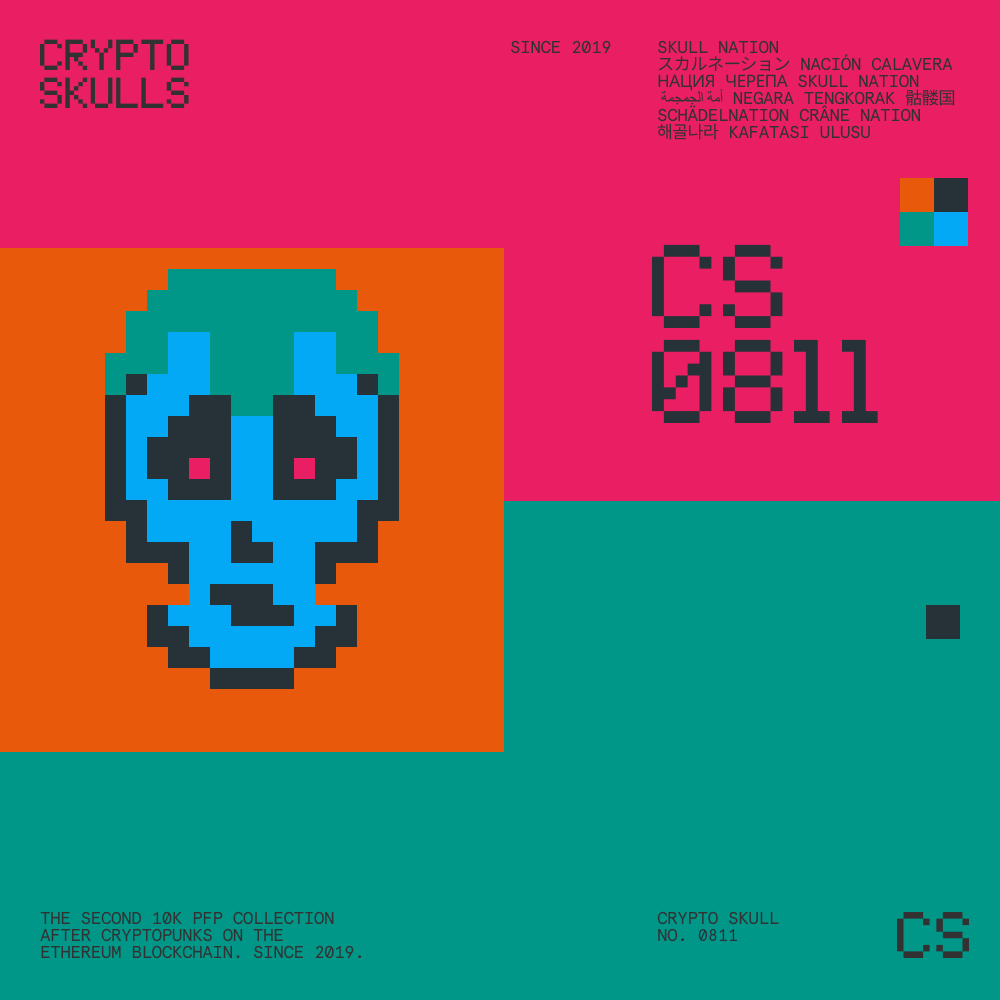 CRYPTO
SKULLS
SINCE 2019
SKULL NATION
スカルネーション NACIÓN CALAVERA
НАЦИЯ ЧЕРЕПА SKULL NATION
أمة الجمجمة NEGARA TENGKORAK 骷髅国
SCHÄDELNATION CRÂNE NATION
해골나라 KAFATASI ULUSU
CS
0811
THE SECOND 10K PFP COLLECTION
AFTER CRYPTOPUNKS ON THE
ETHEREUM BLOCKCHAIN. SINCE 2019.
CRYPTO SKULL
NO. 0811
CS